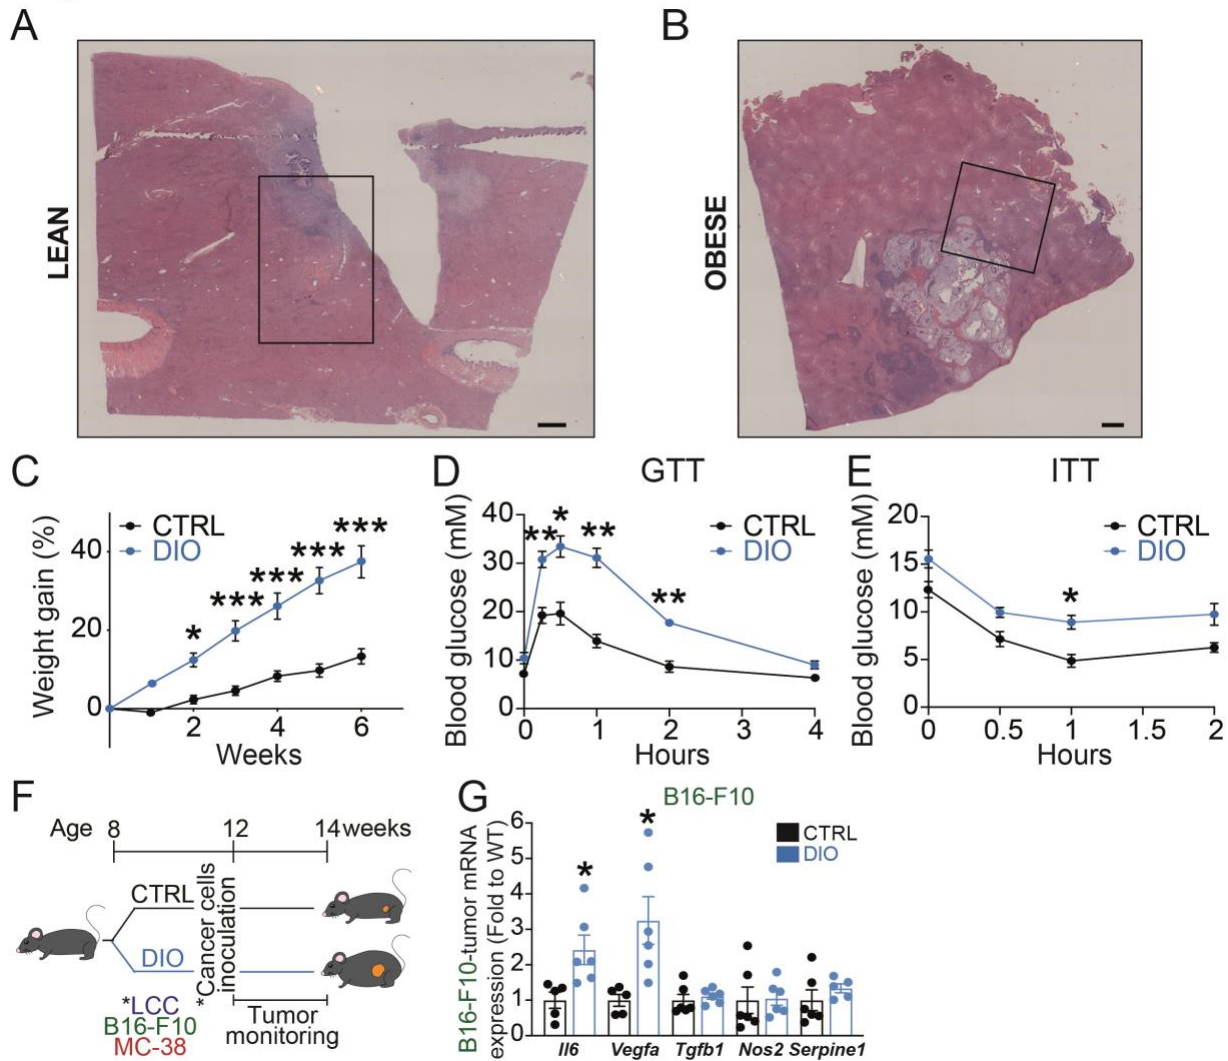 A
B
LEAN
OBESE
C
Weight gain (%)
CTRL
DIO
***
***
***
***
*
40
20
0
2
4
6
Weeks
D
GTT
Blood glucose (mM)
CTRL
DIO
**
*
**
**
40
30
20
10
0
0
1
2
3
4
Hours
E
ITT
Blood glucose (mM)
CTRL
DIO
*
20
15
10
5
0
0
0.5
1
1.5
2
Hours
F
Age 8 12 14 weeks
CTRL
DIO
*Cancer cells
inoculation
*LCC
B16-F10
MC-38
Tumor
monitoring
G
B16-F10
B16-F10-tumor mRNA
expression (Fold to WT)
CTRL
DIO
*
*
6
5
4
3
2
1
0
Il6 Vegfa Tgfb1 Nos2 Serpine1